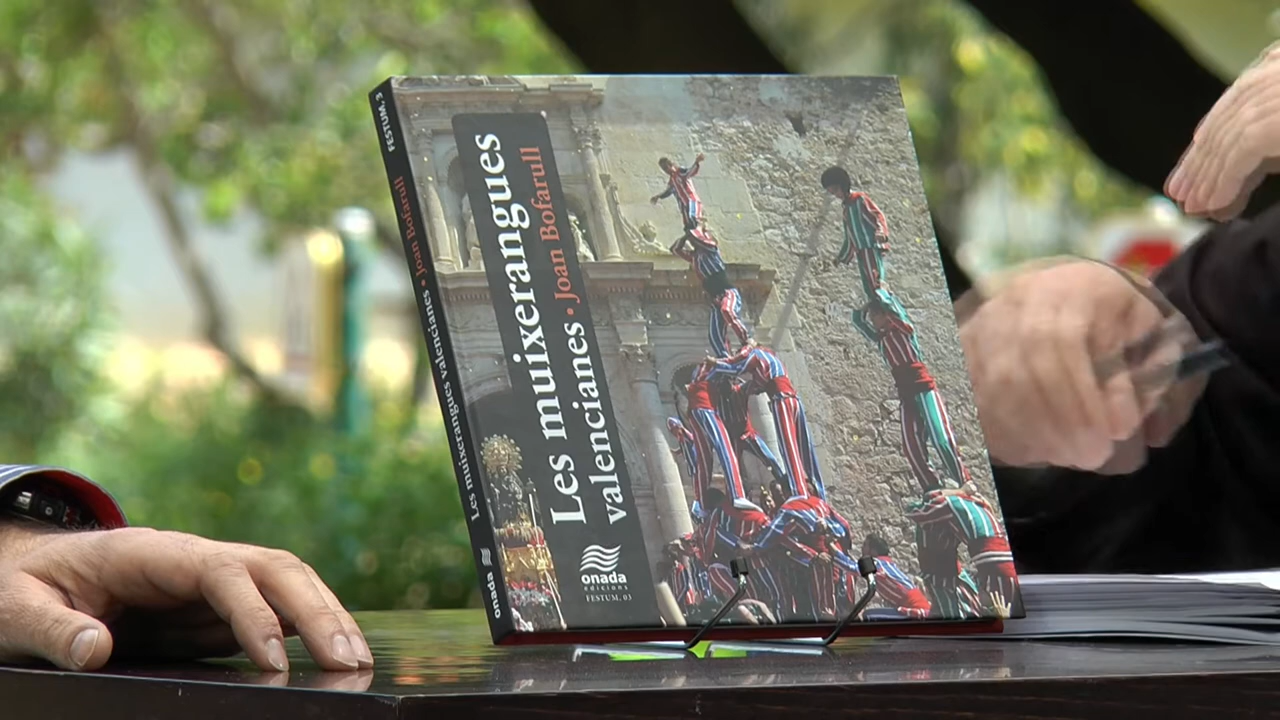 FESTUM, 3
Les muixerangues valencianes • Joan Bofarull
onada
Les muixerangues
valencianes • Joan Bofarull
onada
edicions
FESTUM, 03